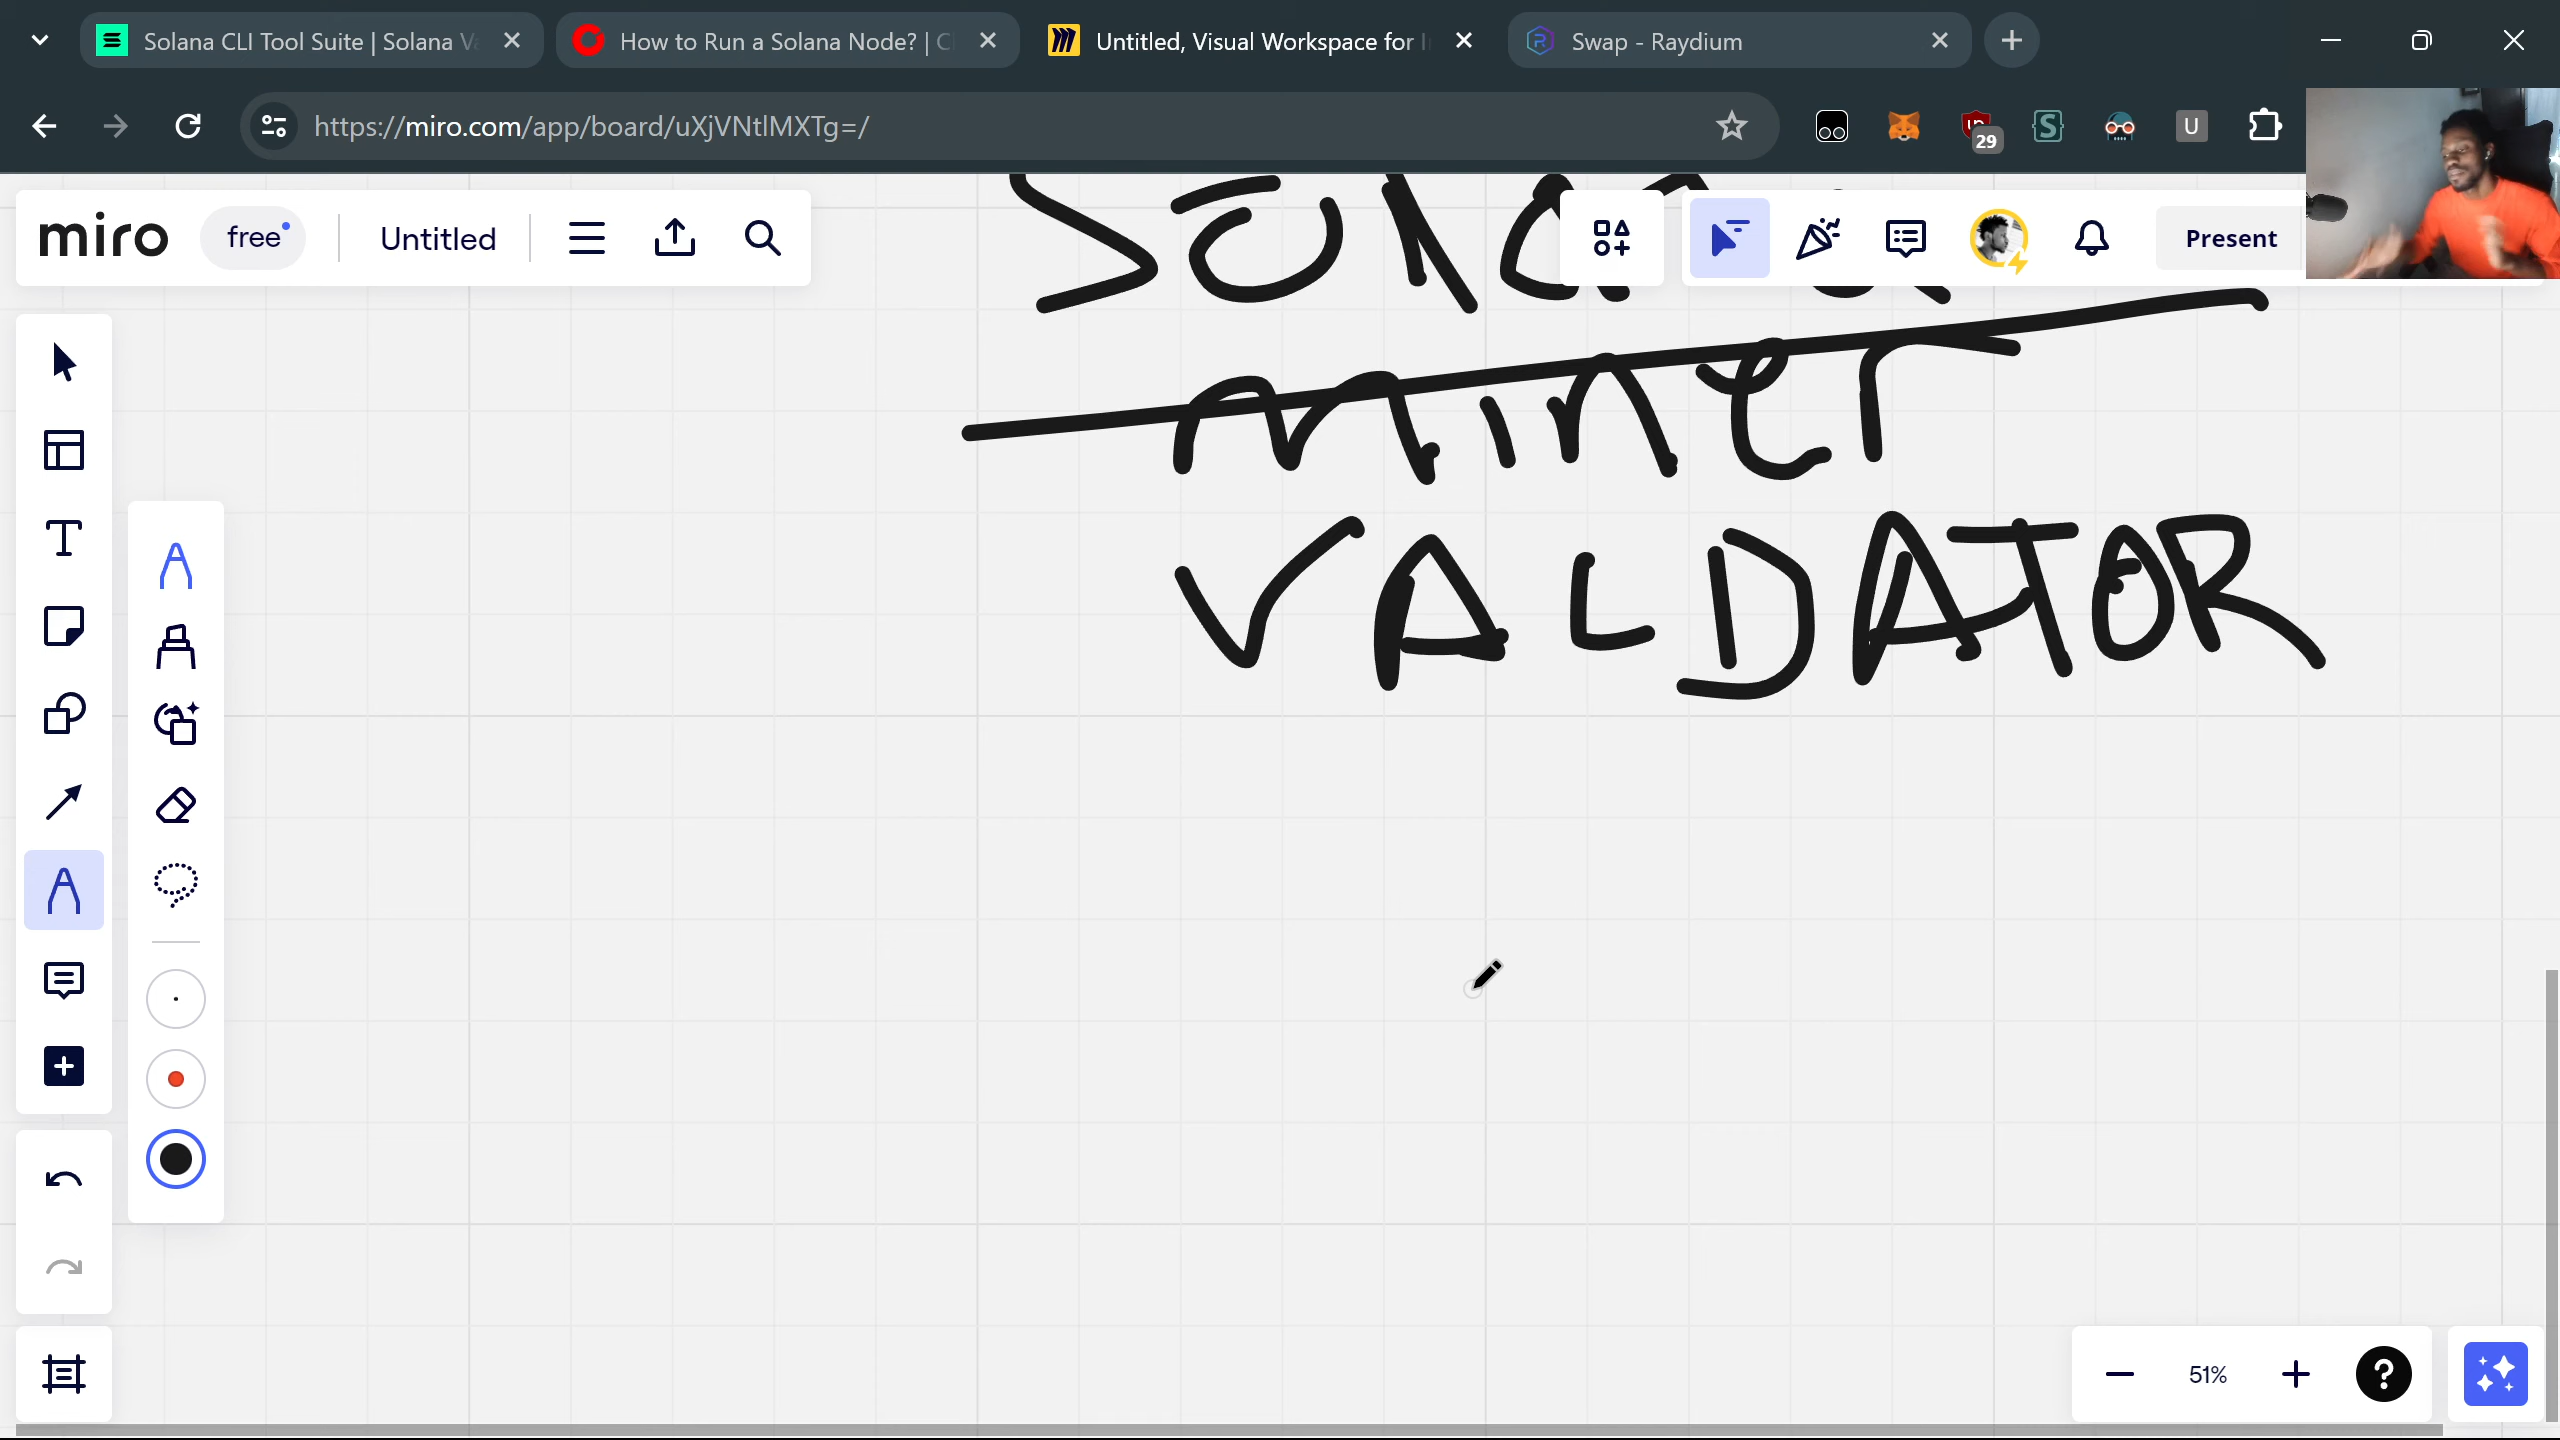 Solana CLI Tool Suite | Solana Va
How to Run a Solana Node? | C
Untitled, Visual Workspace for I
Swap - Raydium
https://miro.com/app/board/uXjVNtlMXTg=/
29
U
miro
free
Untitled
Present
miner
VALDATOR
51%